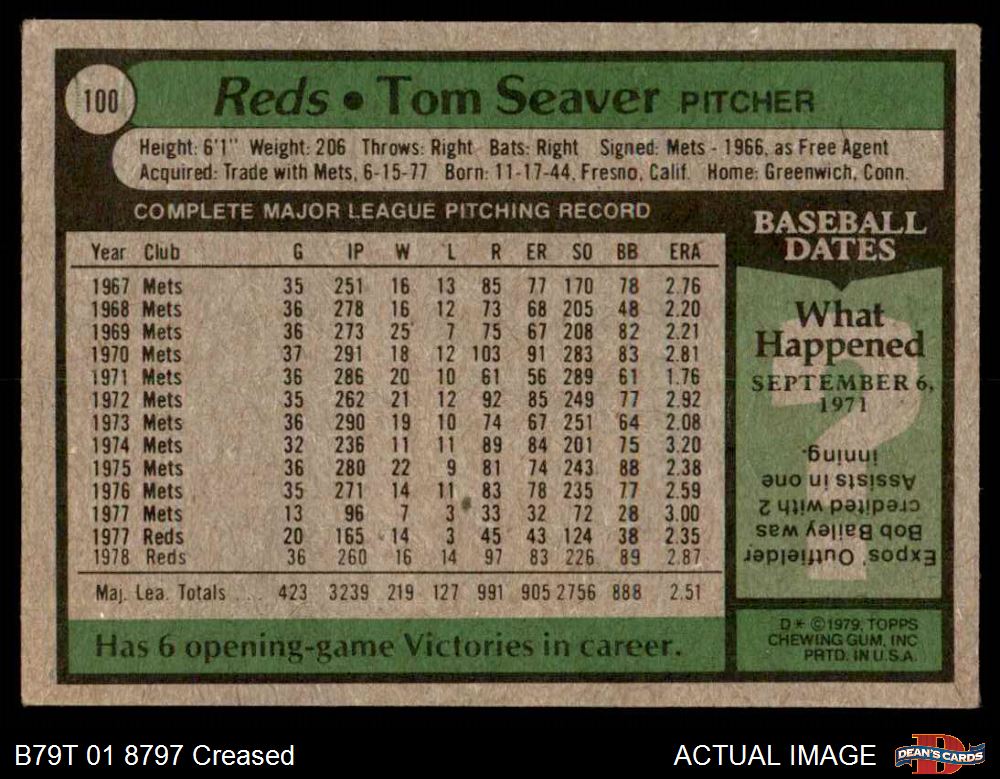 100
Reds • Tom Seaver PITCHER
Height: 6'1" Weight: 206 Throws: Right Bats: Right Signed: Mets - 1966, as Free Agent
Acquired: Trade with Mets, 6-15-77 Born: 11-17-44, Fresno, Calif. Home: Greenwich, Conn.
COMPLETE MAJOR LEAGUE PITCHING RECORD
Year Club G IP W L R ER SO BB ERA
1967 Mets 35 251 16 13 85 77 170 78 2.76
1968 Mets 36 278 16 12 73 68 205 48 2.20
1969 Mets 36 273 25 7 75 67 208 82 2.21
1970 Mets 37 291 18 12 103 91 283 83 2.81
1971 Mets 36 286 20 10 61 56 289 61 1.76
1972 Mets 35 262 21 12 92 85 249 77 2.92
1973 Mets 36 290 19 10 74 67 251 64 2.08
1974 Mets 32 236 11 11 89 84 201 75 3.20
1975 Mets 36 280 22 9 81 74 243 88 2.38
1976 Mets 35 271 14 11 83 78 235 77 2.59
1977 Mets 13 96 7 3 33 32 72 28 3.00
1977 Reds 20 165 14 3 45 43 124 38 2.35
1978 Reds 36 260 16 14 97 83 226 89 2.87
Maj. Lea. Totals .... 423 3239 219 127 991 905 2756 888 2.51
Has 6 opening-game Victories in career.
BASEBALL
DATES
What
Happened
SEPTEMBER 6,
1971
?
Expos' Outfielder
Bob Bailey was
credited with 2
Assists in one
inning.
D * © 1979, TOPPS
CHEWING GUM, INC
PRTD. IN U.S.A.
B79T 01 8797 Creased
ACTUAL IMAGE
D
DEAN'S CARDS